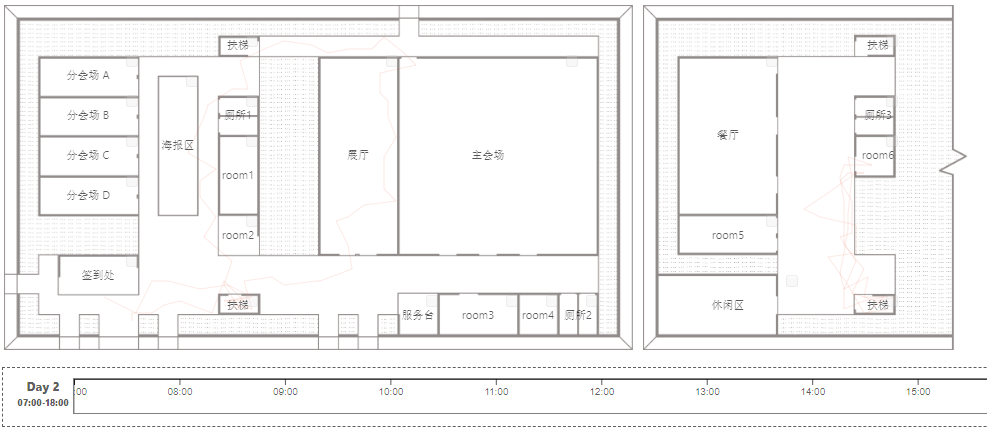 扶梯
扶梯
分会场 A
分会场 B
厕所1
厕所3
餐厅
海报区
展厅
主会场
分会场 C
room6
room1
分会场 D
room2
room5
签到处
扶梯
服务台
room3
room4
厕所2
休闲区
扶梯
Day 2
07:00-18:00
:00
08:00
09:00
10:00
11:00
12:00
13:00
14:00
15:00